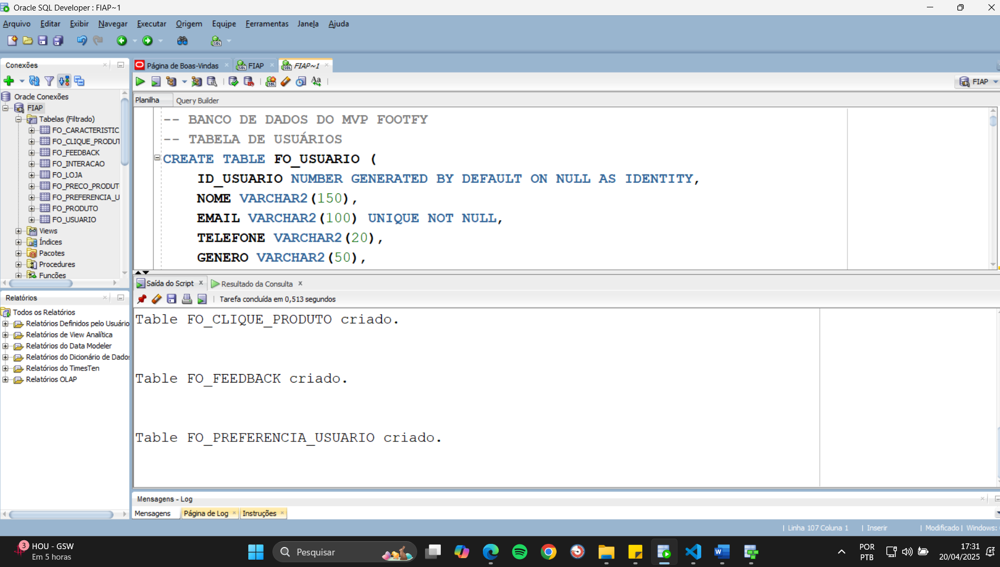 Oracle SQL Developer : FIAP~1
Arquivo Editar Exibir Navegar Executar Origem Equipe Ferramentas Janela Ajuda
Conexões
Oracle Conexões
FIAP
Tabelas (Filtrado)
FO_CARACTERISTIC
FO_CLIQUE_PRODUT
FO_FEEDBACK
FO_INTERACAO
FO_LOJA
FO_PRECO_PRODUT
FO_PREFERENCIA_U
FO_PRODUTO
FO_USUARIO
Views
Índices
Pacotes
Procedures
Funções
Relatórios
Todos os Relatórios
Relatórios Definidos pelo Usuário
Relatórios de View Analítica
Relatórios do Data Modeler
Relatórios do Dicionário de Dados
Relatórios do TimesTen
Relatórios OLAP
Página de Boas-Vindas FIAP FIAP~1
FIAP
Planilha Query Builder
-- BANCO DE DADOS DO MVP FOOTFY
-- TABELA DE USUÁRIOS
CREATE TABLE FO_USUARIO (
ID_USUARIO NUMBER GENERATED BY DEFAULT ON NULL AS IDENTITY,
NOME VARCHAR2(150),
EMAIL VARCHAR2(100) UNIQUE NOT NULL,
TELEFONE VARCHAR2(20),
GENERO VARCHAR2(50),
Saída do Script Resultado da Consulta
Tarefa concluída em 0,513 segundos
Table FO_CLIQUE_PRODUTO criado.
Table FO_FEEDBACK criado.
Table FO_PREFERENCIA_USUARIO criado.
Mensagens - Log
Mensagens Página de Log Instruções
Linha 107 Coluna 1 | Inserir | Modificado | Windows:
3 HOU - GSW
Em 5 horas
Pesquisar
POR
PTB
17:31
20/04/2025